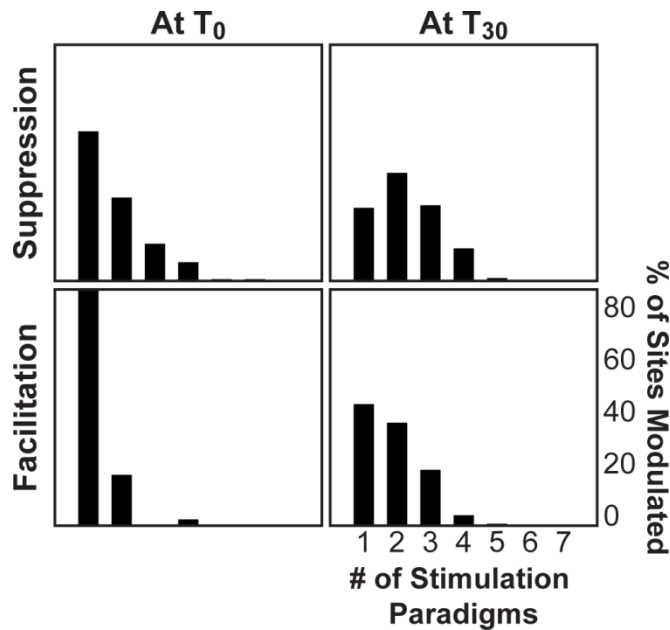 At T0
At T30
Suppression
Facilitation
80
60
40
20
0
% of Sites Modulated
1 2 3 4 5 6 7
# of Stimulation
Paradigms